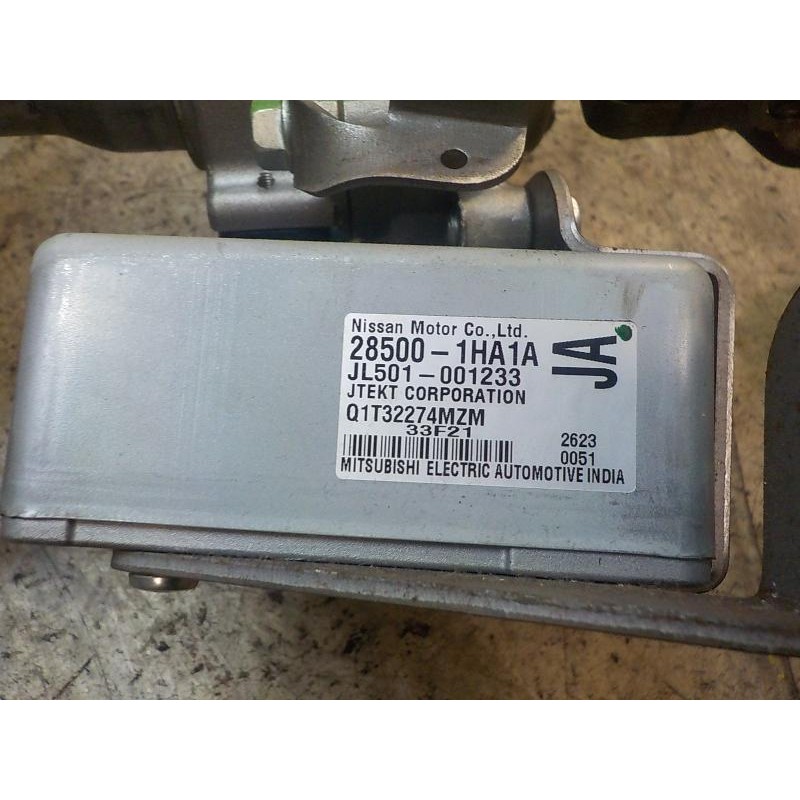 Nissan Motor Co.,Ltd.
28500-1HA1A
JA
JL501-001233
JTEKT CORPORATION
Q1T32274MZM
33F21
2623
0051
MITSUBISHI ELECTRIC AUTOMOTIVE INDIA